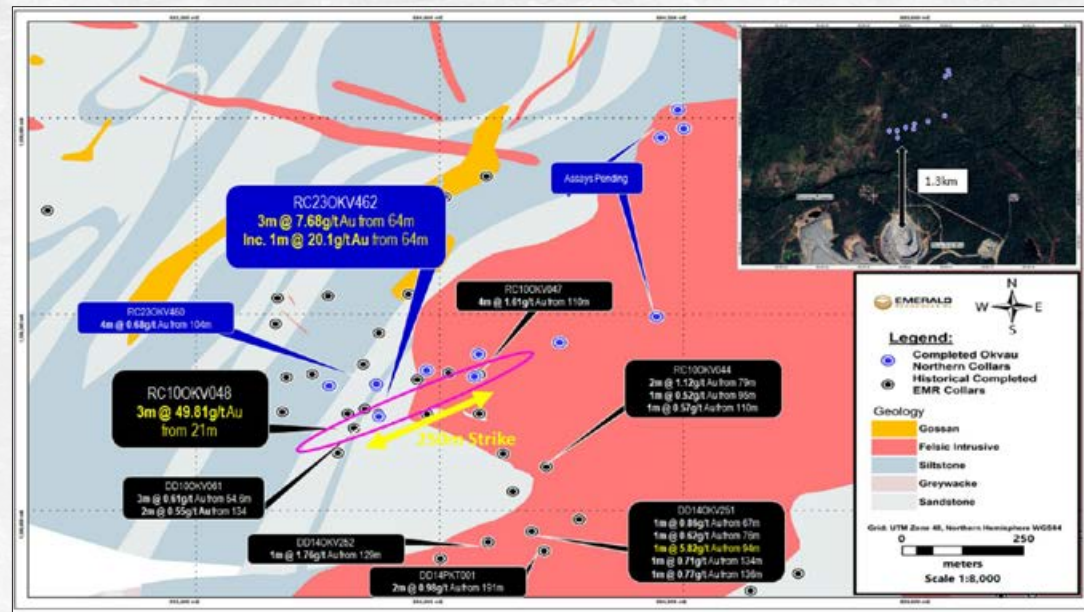 Assays Pending
RC23OKV462
3m @ 7.68g/t Au from 64m
Inc. 1m @ 20.1g/t Au from 64m
1.3km
RC10OKV047
4m @ 1.61g/t Au from 110m
RC23OKV460
4m @ 0.68g/t Au from 104m
RC10OKV048
3m @ 49.81g/t Au
from 21m
RC10OKV044
2m @ 1.12g/t Au from 79m
1m @ 0.52g/t Au from 95m
1m @ 0.57g/t Au from 110m
250m Strike
DD10OKV061
3m @ 0.61g/t Au from 54.6m
2m @ 0.55g/t Au from 134
1m @ 1.76g/t Au from 129m
DD14PKT001
2m @ 0.98g/t Au from 191m
DD14OKV251
1m @ 0.86g/t Au from 67m
1m @ 0.62g/t Au from 76m
1m @ 5.82g/t Au from 94m
1m @ 0.71g/t Au from 134m
1m @ 0.77g/t Au from 136m
EMERALD
N
W E
S
Legend:
Completed Okvau
Northern Collars
Historical Completed
EMR Collars
Geology
Gossan
Felsic Intrusive
Siltstone
Greywacke
Sandstone
Grid: UTM Zone 48, Northern Hemisphere WGS84
0 250
meters
Scale 1:8,000